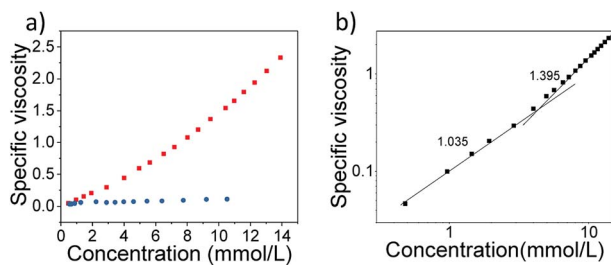 a)
Specific viscosity
2.5
2.0
1.5
1.0
0.5
0.0
0 2 4 6 8 10 12 14
Concentration (mmol/L)
b)
Specific viscosity
1
0.1
1.395
1.035
1 10
Concentration(mmol/L)